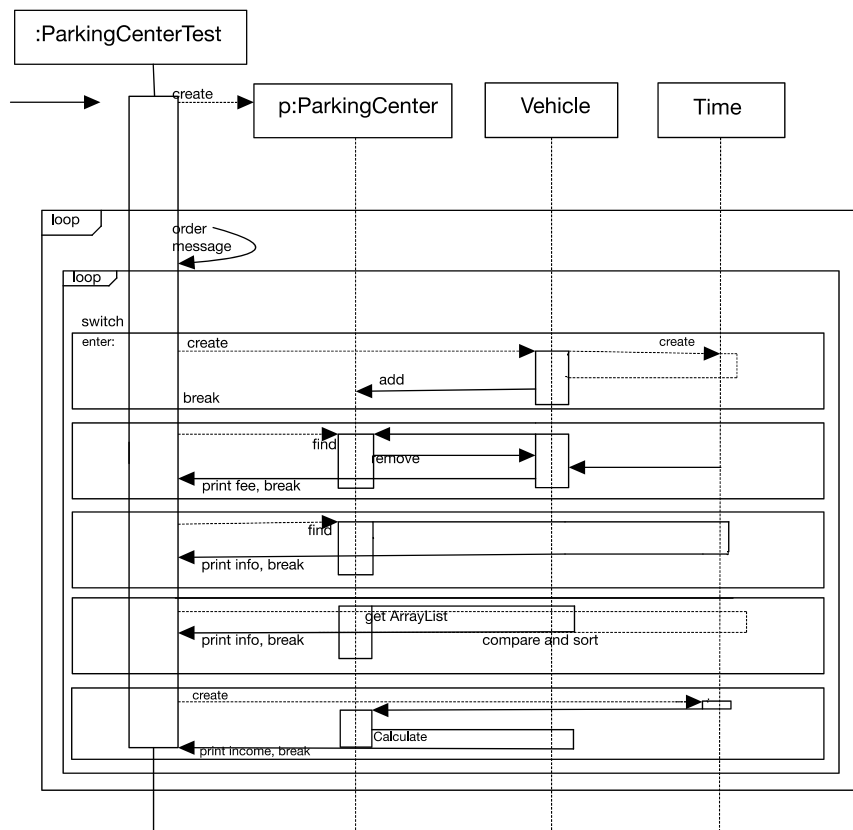 :ParkingCenterTest
create
p:ParkingCenter
Vehicle
Time
loop
order
message
loop
switch
enter:
create
create
add
break
find
remove
print fee, break
find
print info, break
get ArrayList
print info, break
compare and sort
create
Calculate
print income, break